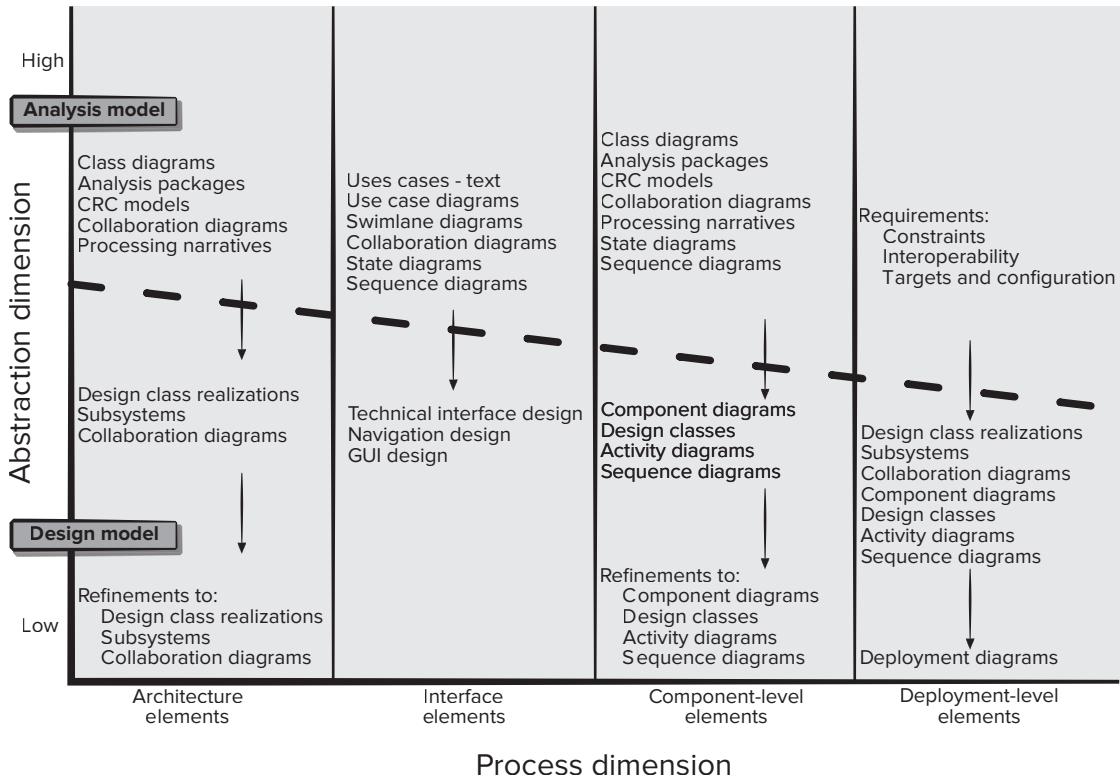 High
Analysis model
Abstraction dimension
Design model
Low
Class diagrams
Analysis packages
CRC models
Collaboration diagrams
Processing narratives
Design class realizations
Subsystems
Collaboration diagrams
Refinements to:
Design class realizations
Subsystems
Collaboration diagrams
Uses cases - text
Use case diagrams
Swimlane diagrams
Collaboration diagrams
State diagrams
Sequence diagrams
Technical interface design
Navigation design
GUI design
Class diagrams
Analysis packages
CRC models
Collaboration diagrams
Processing narratives
State diagrams
Sequence diagrams
Component diagrams
Design classes
Activity diagrams
Sequence diagrams
Refinements to:
Component diagrams
Design classes
Activity diagrams
Sequence diagrams
Requirements:
Constraints
Interoperability
Targets and configuration
Design class realizations
Subsystems
Collaboration diagrams
Component diagrams
Design classes
Activity diagrams
Sequence diagrams
Deployment diagrams
Architecture
elements
Interface
elements
Component-level
elements
Deployment-level
elements
Process dimension